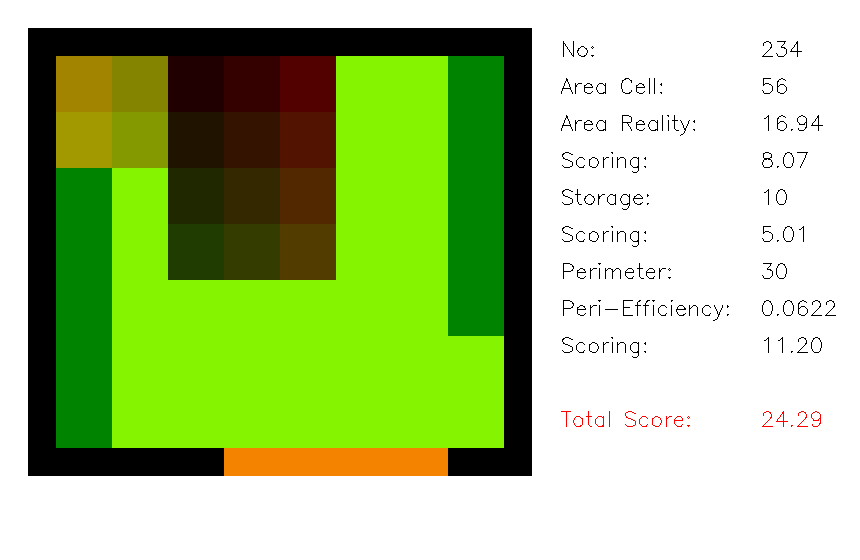 No: 234
Area Cell: 56
Area Reality: 16.94
Scoring: 8.07
Storage: 10
Scoring: 5.01
Perimeter: 30
Peri-Efficiency: 0.0622
Scoring: 11.20
Total Score: 24.29